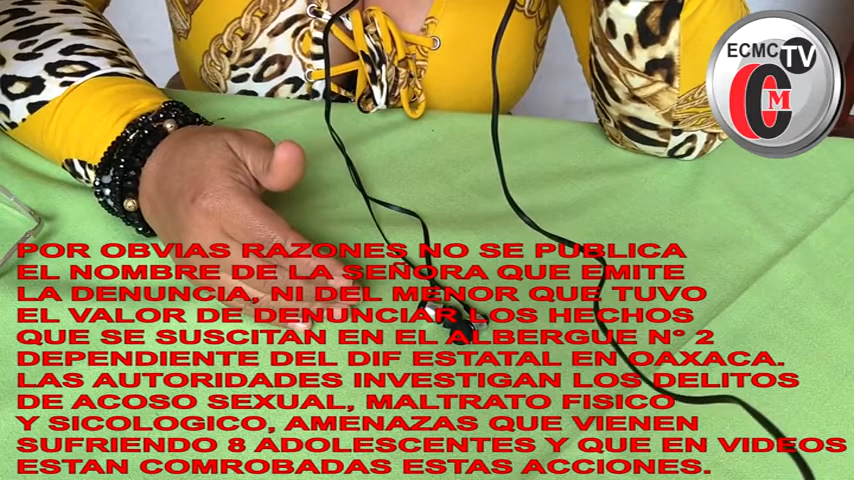 ECMC TV
CM
POR OBVIAS RAZONES NO SE PUBLICA
EL NOMBRE DE LA SEÑORA QUE EMITE
LA DENUNCIA, NI DEL MENOR QUE TUVO
EL VALOR DE DENUNCIAR LOS HECHOS
QUE SE SUSCITAN EN EL ALBERGUE Nº 2
DEPENDIENTE DEL DIF ESTATAL EN OAXACA.
LAS AUTORIDADES INVESTIGAN LOS DELITOS
DE ACOSO SEXUAL, MALTRATO FISICO
Y SICOLOGICO, AMENAZAS QUE VIENEN
SUFRIENDO 8 ADOLESCENTES Y QUE EN VIDEOS
ESTAN COMROBADAS ESTAS ACCIONES.